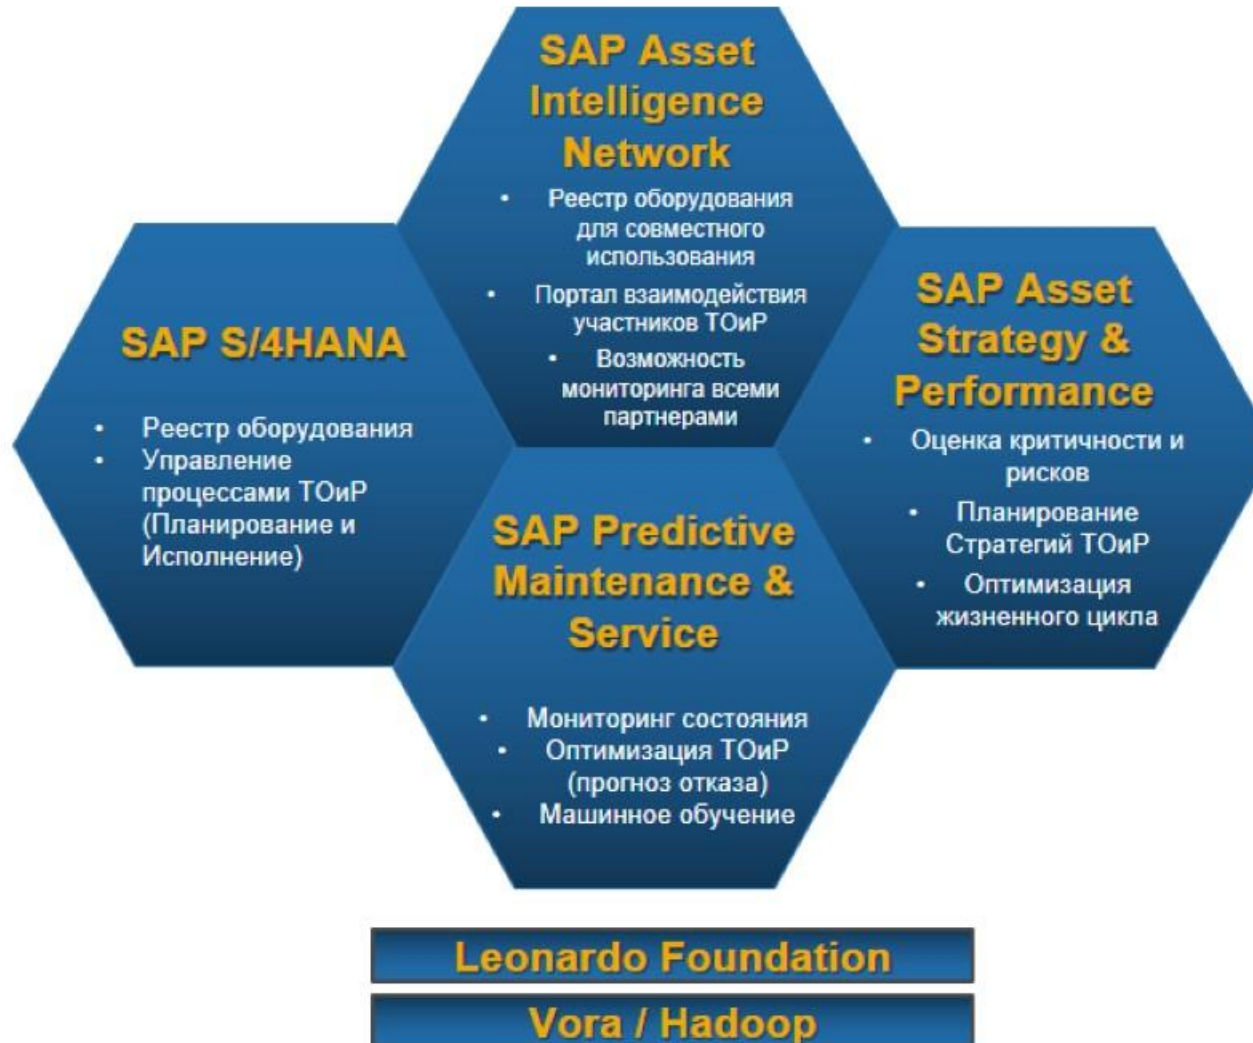 SAP Asset
Intelligence
Network
• Реестр оборудования
для совместного
использования
• Портал взаимодействия
участников ТОиР
• Возможность
мониторинга всеми
партнерами
SAP S/4HANA
• Реестр оборудования
• Управление
процессами ТОиР
(Планирование и
Исполнение)
SAP Asset
Strategy &
Performance
• Оценка критичности и
рисков
• Планирование
Стратегий ТОиР
• Оптимизация
жизненного цикла
SAP Predictive
Maintenance &
Service
• Мониторинг состояния
• Оптимизация ТОиР
(прогноз отказа)
• Машинное обучение
Leonardo Foundation
Vora / Hadoop